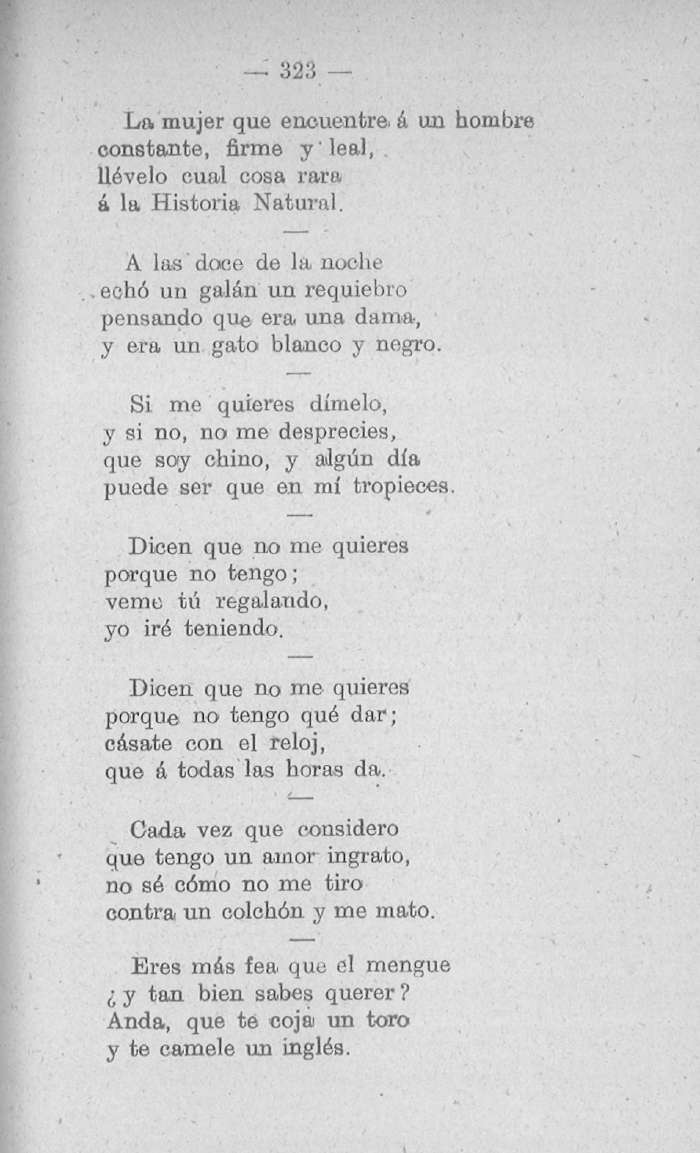 — 323 —
La mujer que encuentre á un hombre
constante, firme y leal,
llévelo cual cosa rara
á la Historia Natural.
—
A las doce de la noche
echó un galán un requiebro
pensando que era una dama,
y era un gato blanco y negro.
—
Si me quieres dímelo,
y si no, no me desprecies,
que soy chino, y algún día
puede ser que en mí tropieces.
—
Dicen que no me quieres
porque no tengo;
veme tú regalando,
yo iré teniendo.
—
Dicen que no me quieres
porque no tengo qué dar;
cásate con el reloj,
que á todas las horas da.
—
Cada vez que considero
que tengo un amor ingrato,
no sé cómo no me tiro
contra un colchón y me mato.
—
Eres más fea que el mengue
¿y tan bien sabes querer?
Anda, que te coja un toro
y te camele un inglés.